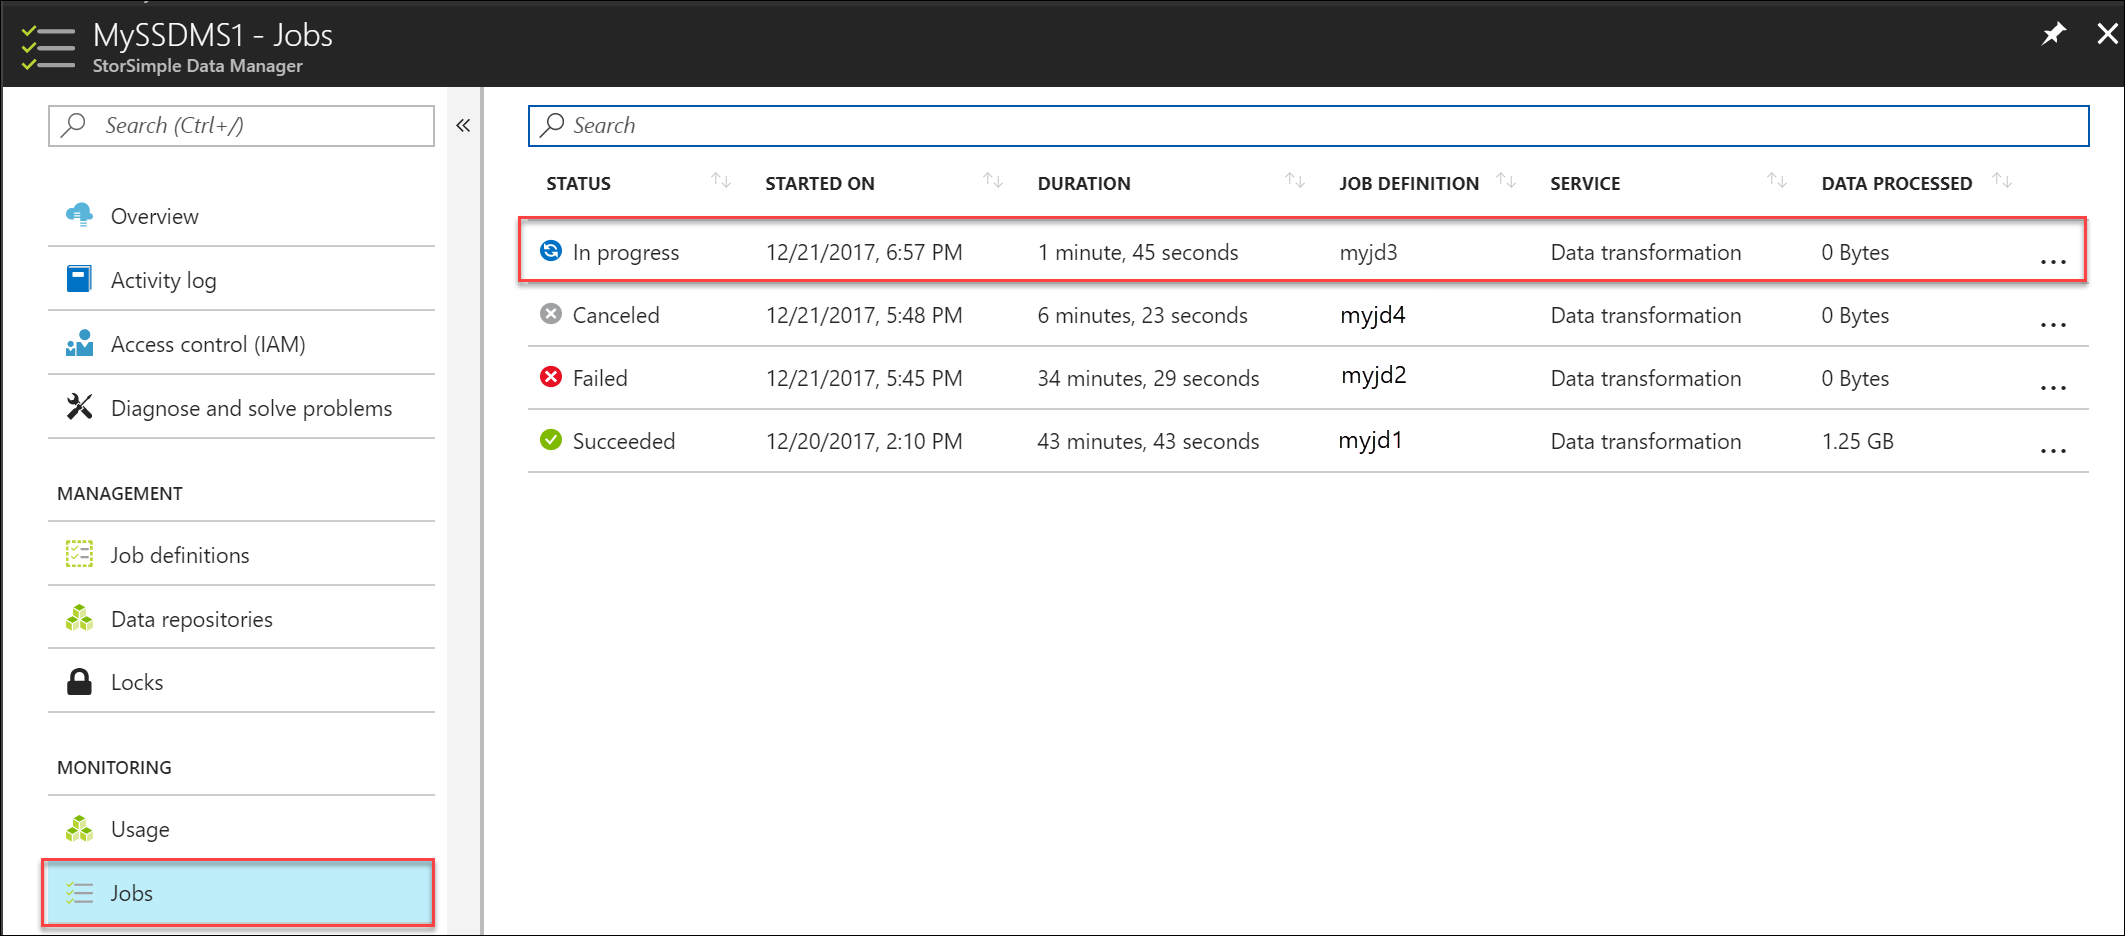 MySSDMS1 - Jobs
StorSimple Data Manager
Search (Ctrl+/)
«
Overview
Activity log
Access control (IAM)
Diagnose and solve problems
MANAGEMENT
Job definitions
Data repositories
Locks
MONITORING
Usage
Jobs
Search
STATUS STARTED ON DURATION JOB DEFINITION SERVICE DATA PROCESSED
In progress 12/21/2017, 6:57 PM 1 minute, 45 seconds myjd3 Data transformation 0 Bytes ...
Canceled 12/21/2017, 5:48 PM 6 minutes, 23 seconds myjd4 Data transformation 0 Bytes ...
Failed 12/21/2017, 5:45 PM 34 minutes, 29 seconds myjd2 Data transformation 0 Bytes ...
Succeeded 12/20/2017, 2:10 PM 43 minutes, 43 seconds myjd1 Data transformation 1.25 GB ...